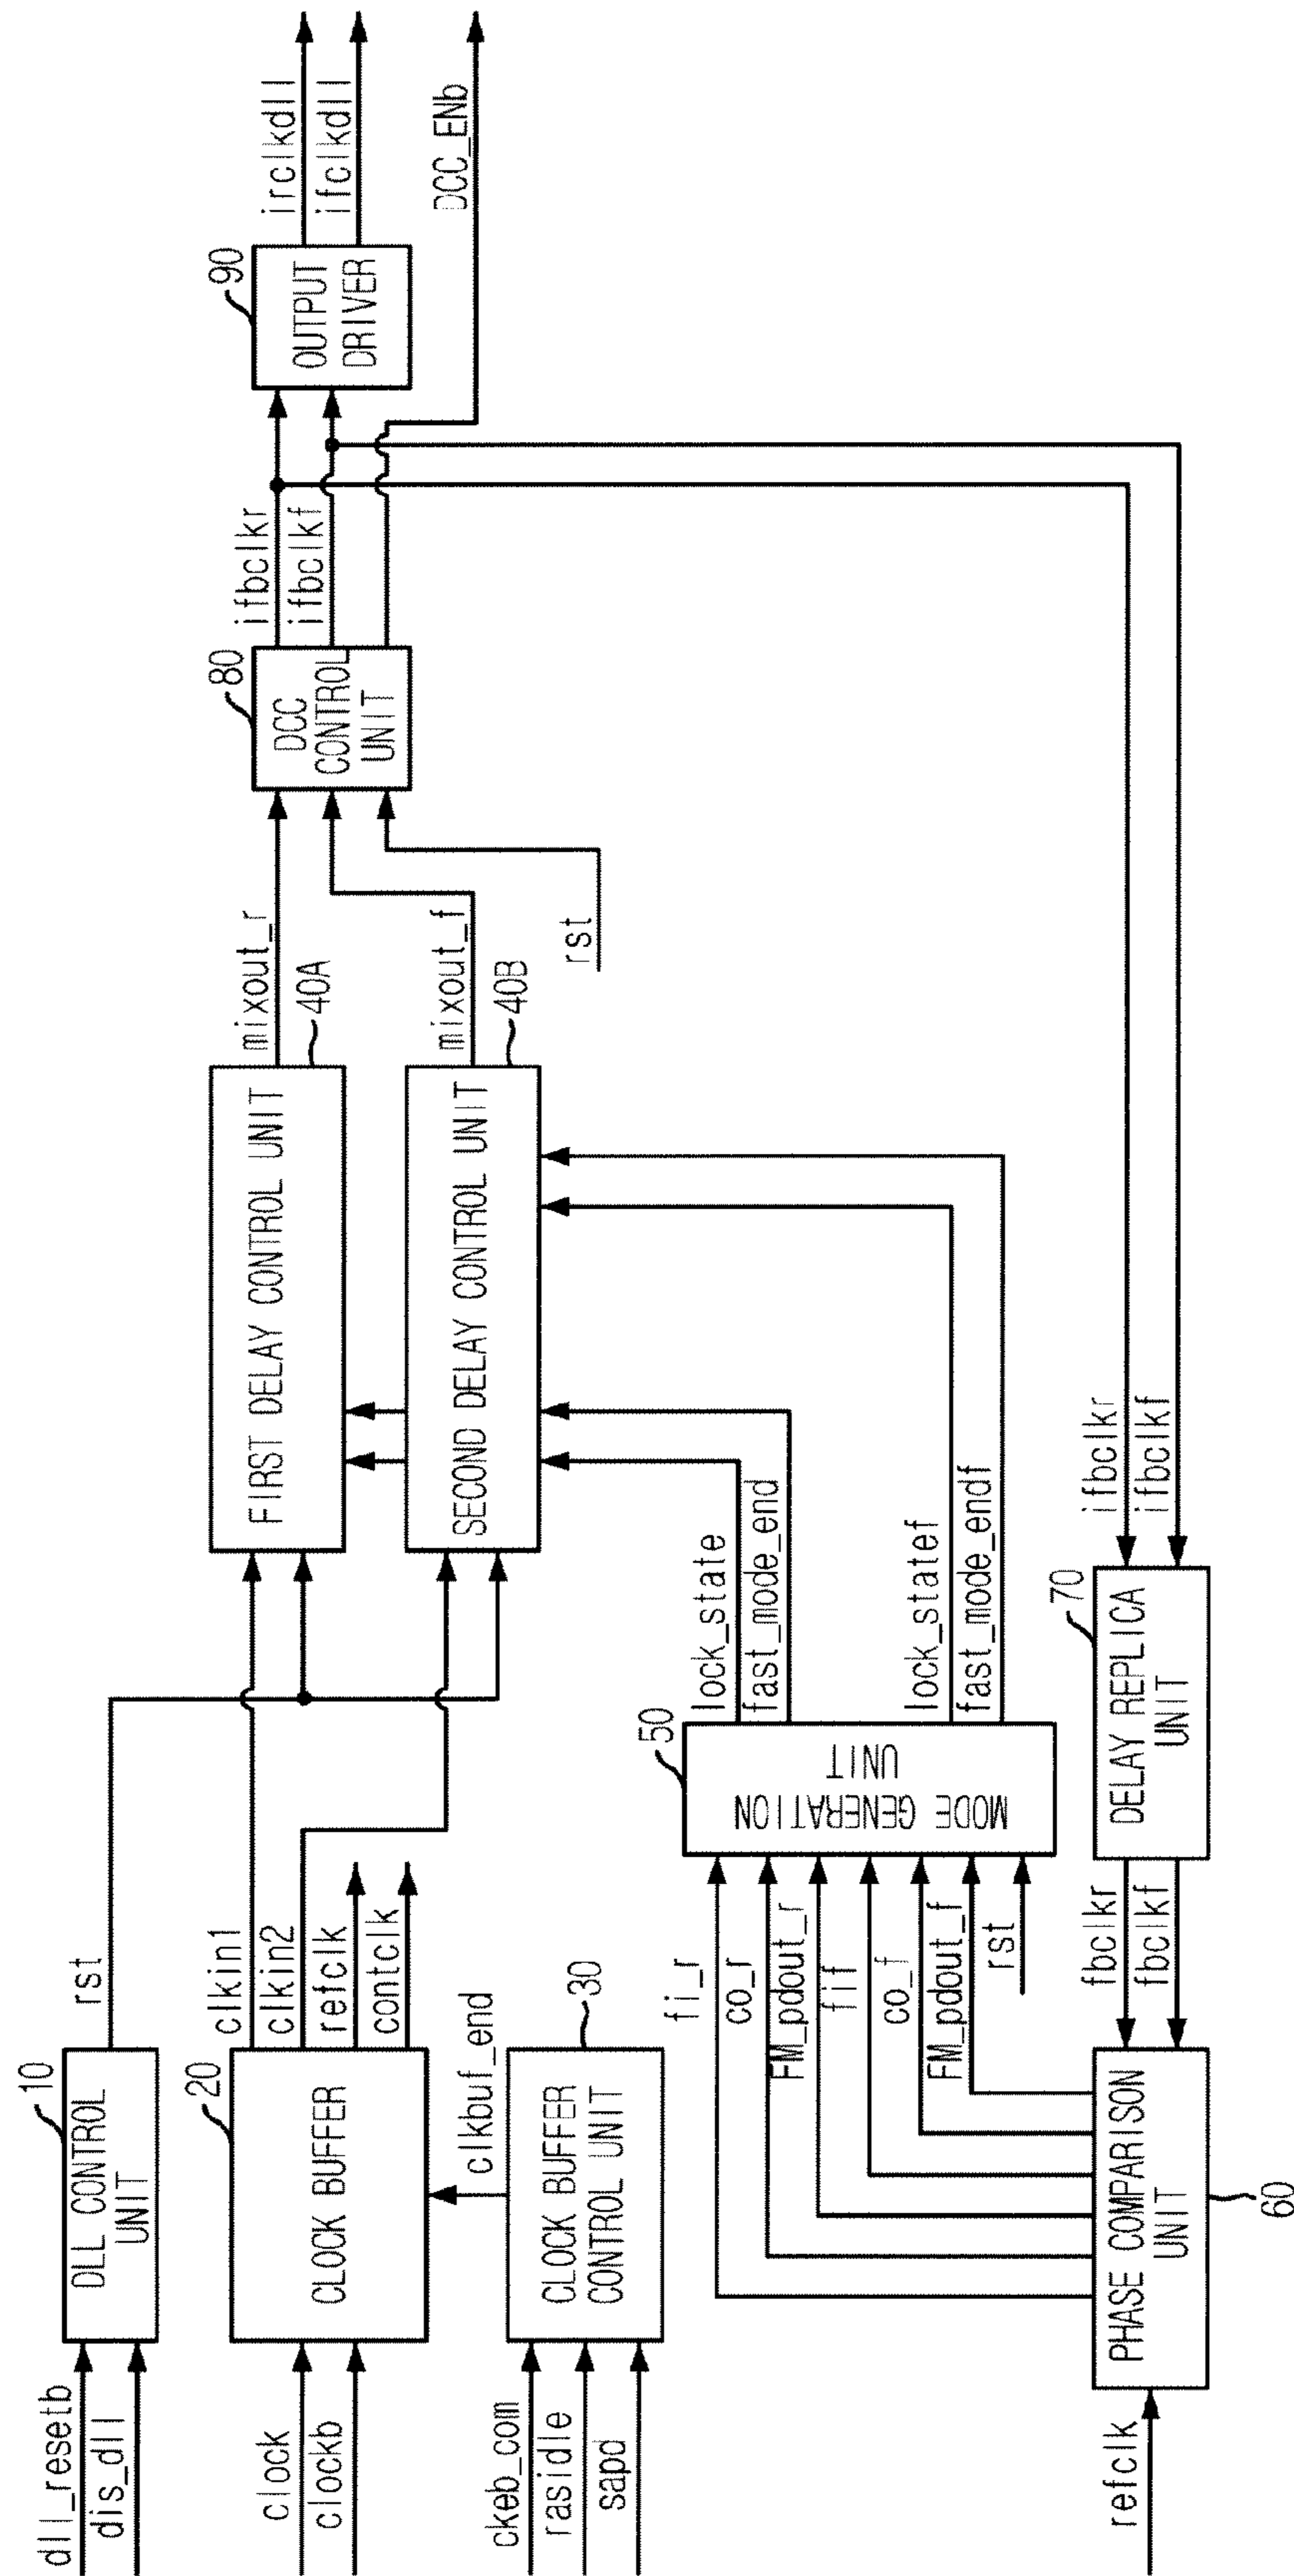 dll_resetb
dis_dll
10
DLL CONTROL
UNIT
rst
clock
clockb
20
CLOCK BUFFER
clkin1
clkin2
refclk
contclk
clkbuf_end
ckeb_com
rasidle
sapd
30
CLOCK BUFFER
CONTROL UNIT
FIRST DELAY CONTROL UNIT
40A
mixout_r
SECOND DELAY CONTROL UNIT
40B
mixout_f
rst
80
DCC
CONTROL
UNIT
ifbclkr
ifbclkf
90
OUTPUT
DRIVER
irclkdll
ifclkdll
DCC_ENb
lock_state
fast_mode_end
lock_statef
fast_mode_endf
50
MODE GENERATION
UNIT
fi_r
co_r
FM_pdout_r
fif
co_f
FM_pdout_f
rst
refclk
PHASE COMPARISON
UNIT
60
fbclkr
fbclkf
70
DELAY REPLICA
UNIT
ifbclkr
ifbclkf